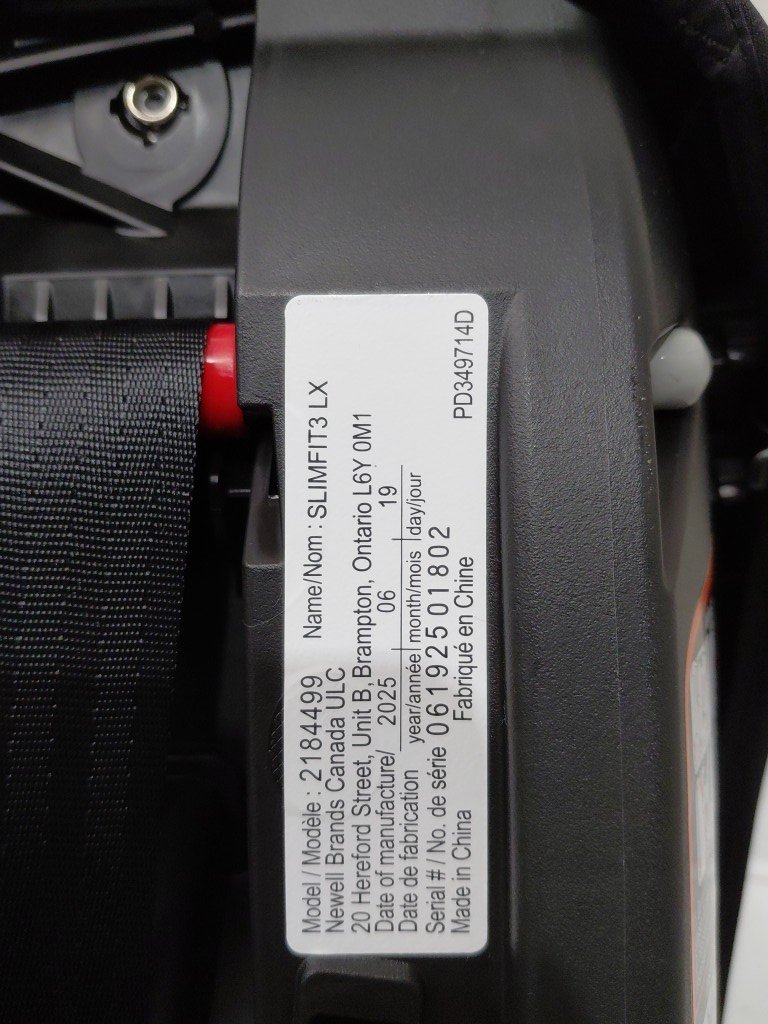 Model / Modèle : 2184499 Name/Nom : SLIMFIT3 LX
Newell Brands Canada ULC
20 Hereford Street, Unit B, Brampton, Ontario L6Y 0M1
Date of manufacture/ 2025 06 19
Date de fabrication year/année month/mois day/jour
Serial # / No. de série 0619250180​2
Made in China Fabriqué en Chine PD349714D